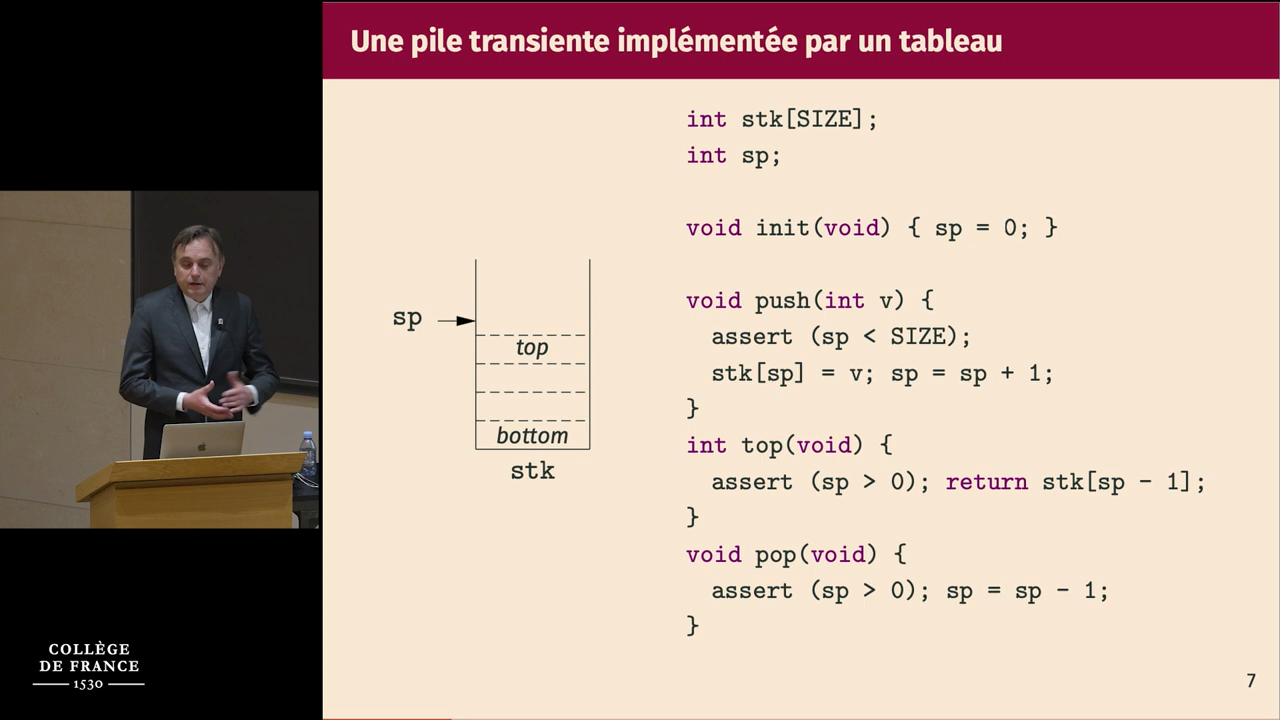 Une pile transiente implémentée par un tableau
int stk[SIZE];
int sp;
void init(void) { sp = 0; }
void push(int v) {
assert (sp < SIZE);
stk[sp] = v; sp = sp + 1;
}
int top(void) {
assert (sp > 0); return stk[sp - 1];
}
void pop(void) {
assert (sp > 0); sp = sp - 1;
}
sp
top
bottom
stk
COLLÈGE
DE FRANCE
1530
7